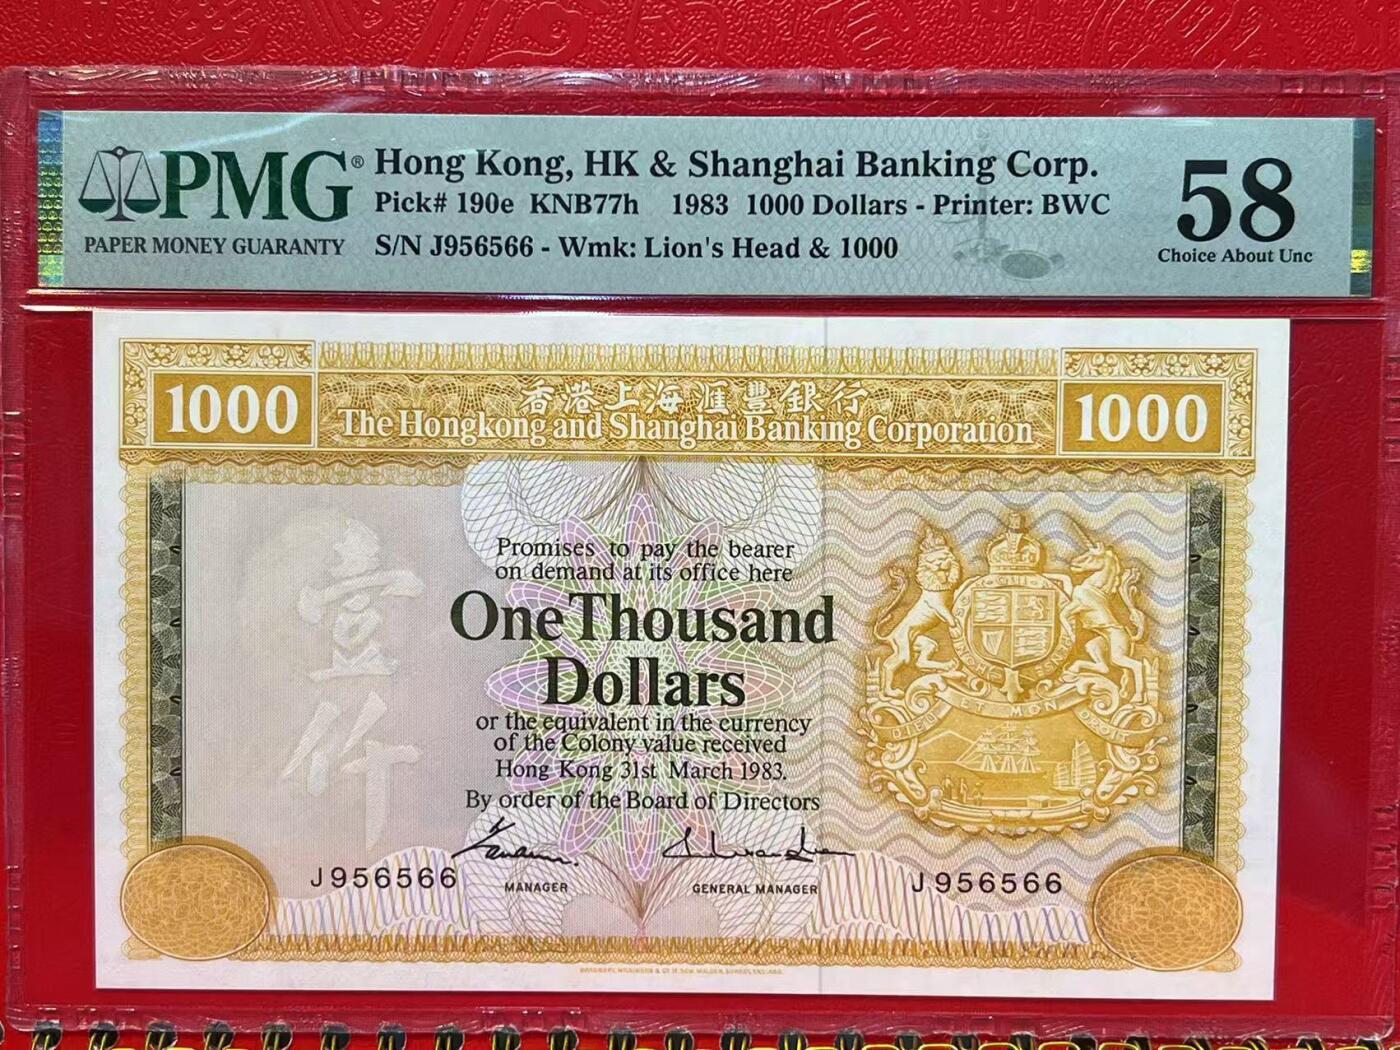 PMG®
PAPER MONEY GUARANTY
Hong Kong, HK & Shanghai Banking Corp.
Pick# 190e KNB77h 1983 1000 Dollars - Printer: BWC
S/N J956566 - Wmk: Lion's Head & 1000
58
Choice About Unc
1000
香港上海滙豐銀行
The Hongkong and Shanghai Banking Corporation
1000
壹仟
Promises to pay the bearer
on demand at its office here
One Thousand
Dollars
or the equivalent in the currency
of the Colony value received
Hong Kong 31st March 1983.
By order of the Board of Directors
J956566
MANAGER
GENERAL MANAGER
J956566
DIEU ET MON DROIT